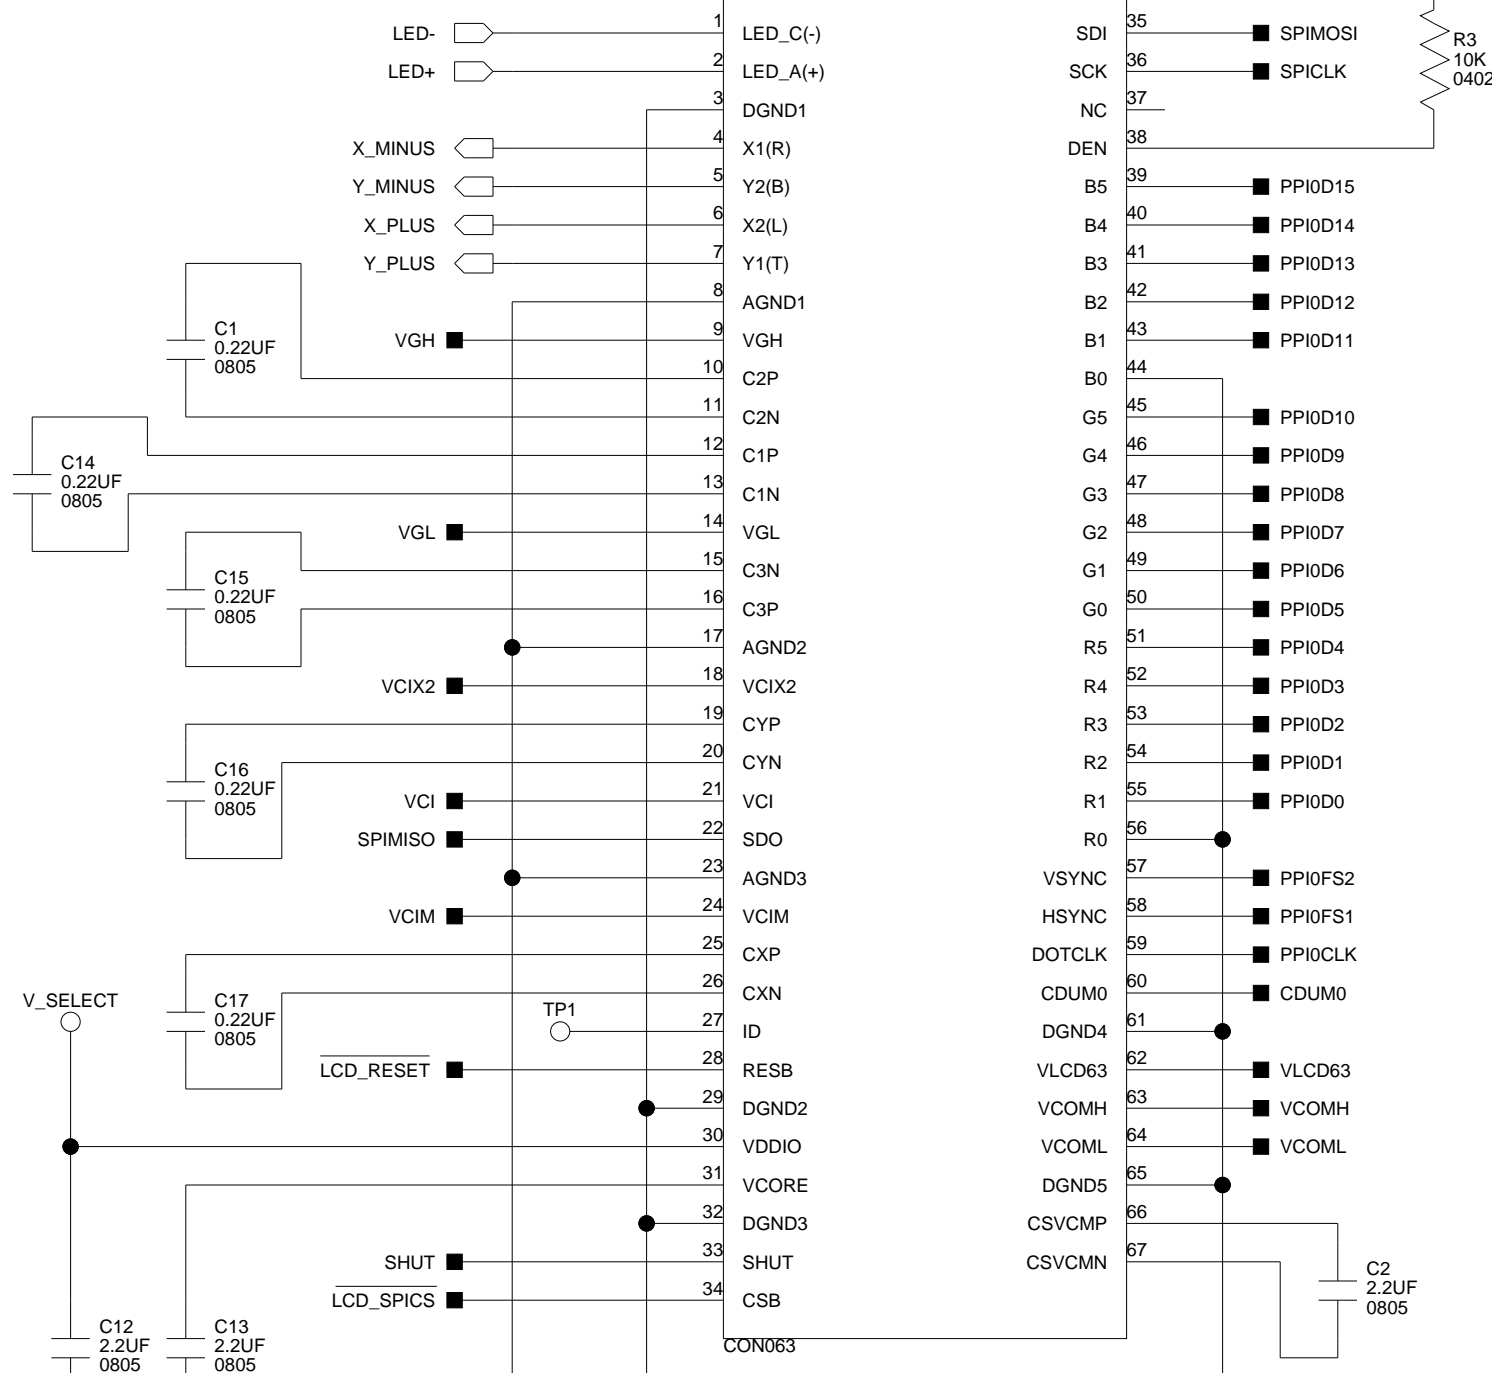 1 LED_C(-) SDI 35
LED- SPIMOSI
2 LED_A(+) SCK 36
LED+ SPICLK
R3
10K
0402
3 DGND1 NC 37
4 X1(R) DEN 38
X_MINUS
5 Y2(B) B5 39
Y_MINUS PPI0D15
6 X2(L) B4 40
X_PLUS PPI0D14
7 Y1(T) B3 41
Y_PLUS PPI0D13
8 AGND1 B2 42
PPI0D12
C1
0.22UF
0805
9 VGH B1 43
VGH PPI0D11
10 C2P B0 44
11 C2N G5 45
PPI0D10
12 C1P G4 46
PPI0D9
C14
0.22UF
0805
13 C1N G3 47
PPI0D8
14 VGL G2 48
VGL PPI0D7
15 C3N G1 49
PPI0D6
C15
0.22UF
0805
16 C3P G0 50
PPI0D5
17 AGND2 R5 51
PPI0D4
18 VCIX2 R4 52
VCIX2 PPI0D3
19 CYP R3 53
PPI0D2
20 CYN R2 54
PPI0D1
C16
0.22UF
0805
21 VCI R1 55
VCI PPI0D0
22 SDO R0 56
SPIMISO
23 AGND3 VSYNC 57
PPI0FS2
24 VCIM HSYNC 58
VCIM PPI0FS1
25 CXP DOTCLK 59
PPI0CLK
26 CXN CDUM0 60
CDUM0
V_SELECT
C17
0.22UF
0805
TP1
27 ID DGND4 61
28 RESB VLCD63 62
LCD_RESET VLCD63
29 DGND2 VCOMH 63
VCOMH
30 VDDIO VCOML 64
VCOML
31 VCORE DGND5 65
32 DGND3 CSVCMP 66
33 SHUT CSVCMN 67
SHUT
C2
2.2UF
0805
34 CSB
LCD_SPICS
C12
2.2UF
0805
C13
2.2UF
0805
CON063